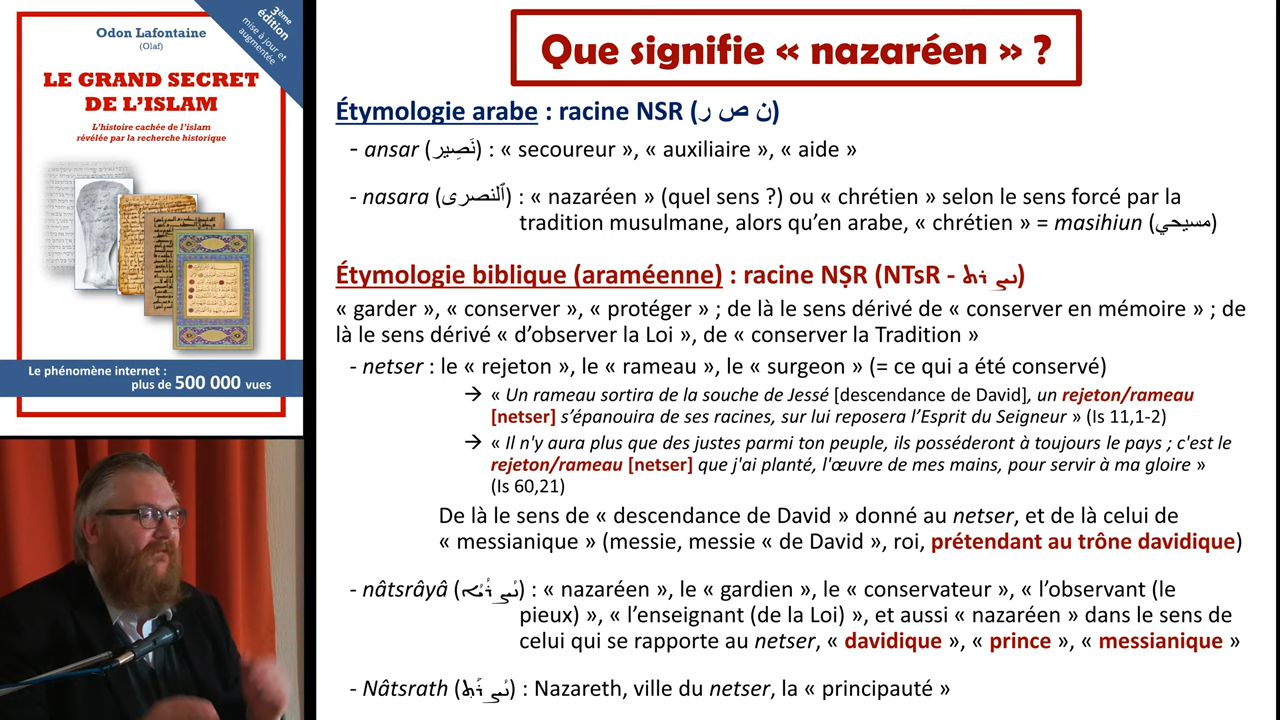 3ème
édition
mise à jour et
augmentée
Odon Lafontaine
(Olaf)
LE GRAND SECRET
DE L'ISLAM
L'histoire cachée de l'islam
révélée par la recherche historique
Le phénomène internet :
plus de 500 000 vues
Que signifie « nazaréen » ?
Étymologie arabe : racine NSR (ن ص ر)
- ansar (نَصِير) : « secoureur », « auxiliaire », « aide »
- nasara (ٱلنصرى) : « nazaréen » (quel sens ?) ou « chrétien » selon le sens forcé par la
tradition musulmane, alors qu'en arabe, « chrétien » = masihiun (مسيحي)
Étymologie biblique (araméenne) : racine NṢR (NTsR -
« garder », « conserver », « protéger » ; de là le sens dérivé de « conserver en mémoire » ; de
là le sens dérivé « d'observer la Loi », de « conserver la Tradition »
- netser : le « rejeton », le « rameau », le « surgeon » (= ce qui a été conservé)
→ « Un rameau sortira de la souche de Jessé [descendance de David], un rejeton/rameau
[netser] s'épanouira de ses racines, sur lui reposera l'Esprit du Seigneur » (Is 11,1-2)
→ « Il n'y aura plus que des justes parmi ton peuple, ils posséderont à toujours le pays ; c'est le
rejeton/rameau [netser] que j'ai planté, l'œuvre de mes mains, pour servir à ma gloire »
(Is 60,21)
De là le sens de « descendance de David » donné au netser, et de là celui de
« messianique » (messie, messie « de David », roi, prétendant au trône davidique)
- nâtsrâyâ : « nazaréen », le « gardien », le « conservateur », « l'observant (le
pieux) », « l'enseignant (de la Loi) », et aussi « nazaréen » dans le sens de
celui qui se rapporte au netser, « davidique », « prince », « messianique »
- Nâtsrath : Nazareth, ville du netser, la « principauté »